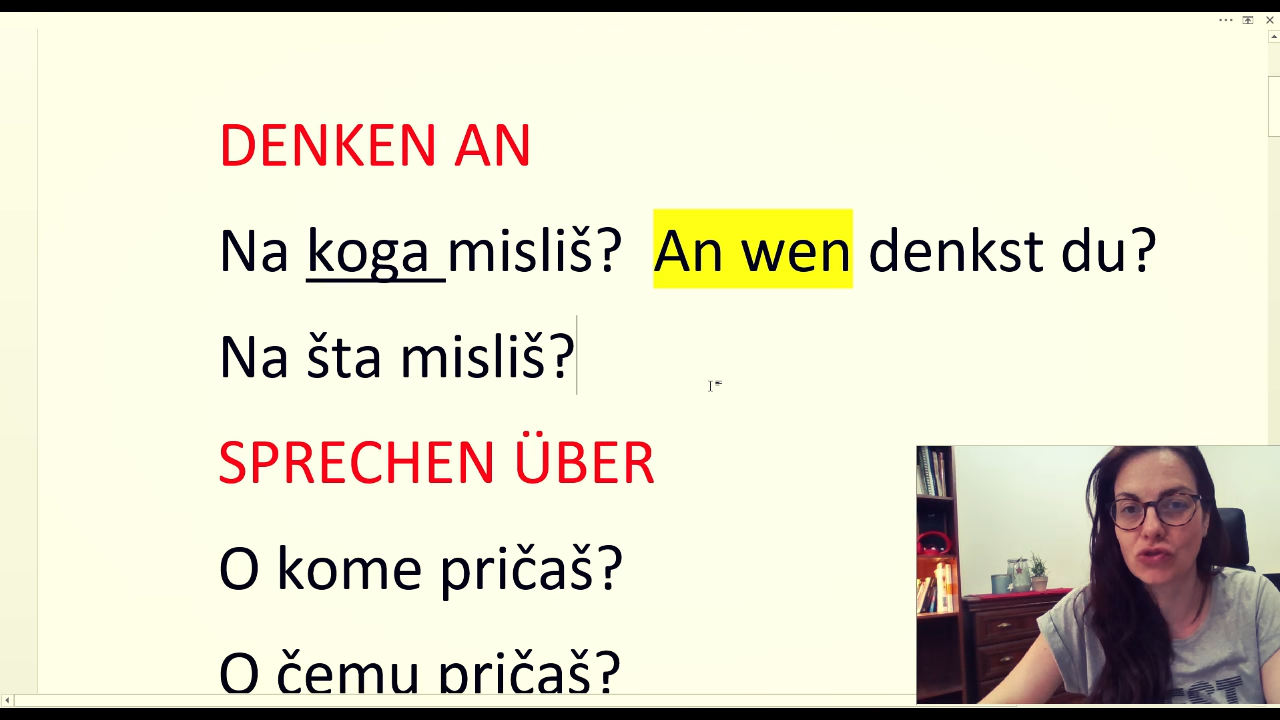 DENKEN AN
Na koga misliš? An wen denkst du?
Na šta misliš?
SPRECHEN ÜBER
O kome pričaš?
O čemu pričaš?